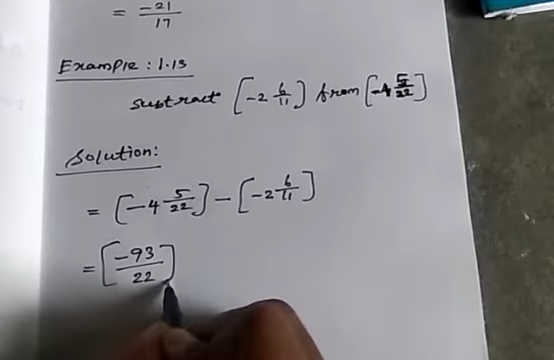 = -21/17
Example: 1.15
subtract [-2 6/11] from [-4 5/22]
Solution:
= [-4 5/22] - [-2 6/11]
= [-93/22]